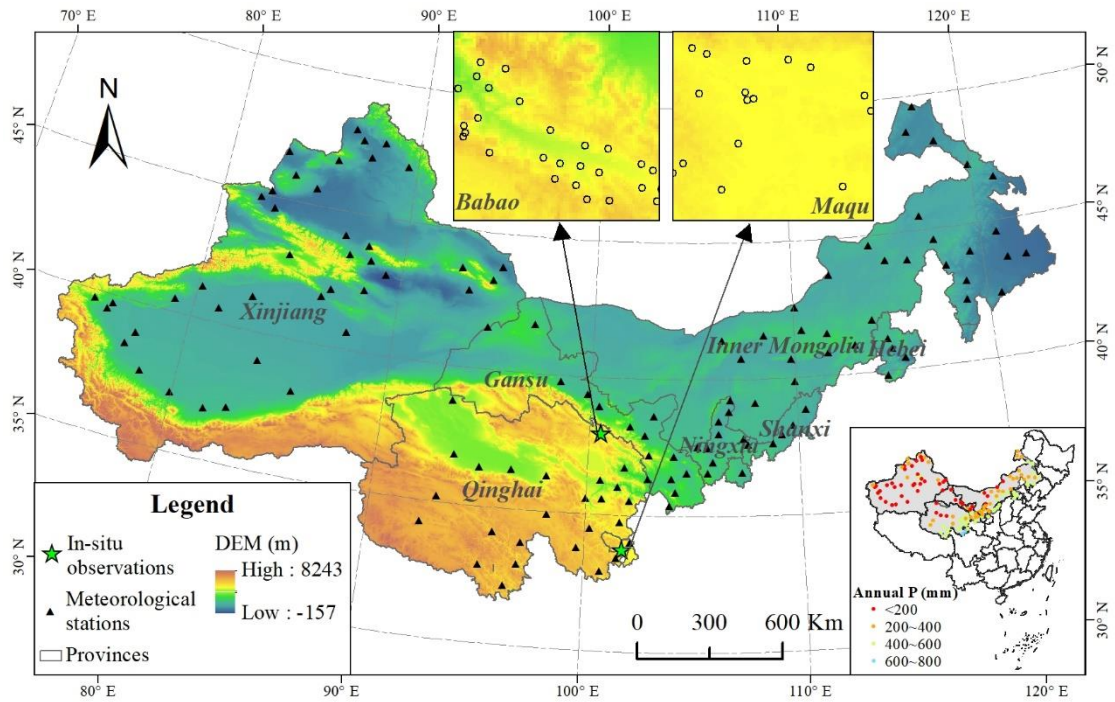 70° E
80° E
90° E
100° E
110° E
120° E
50° N
45° N
40° N
35° N
30° N
N
45° N
40° N
35° N
30° N
Babao
Maqu
Xinjiang
Gansu
Qinghai
Ningxia
Shanxi
Inner Mongolia
Hebei
Legend
In-situ
observations
Meteorological
stations
Provinces
DEM (m)
High : 8243
Low : -157
0 300 600 Km
Annual P (mm)
<200
200~400
400~600
600~800
80° E
90° E
100° E
110° E
120° E